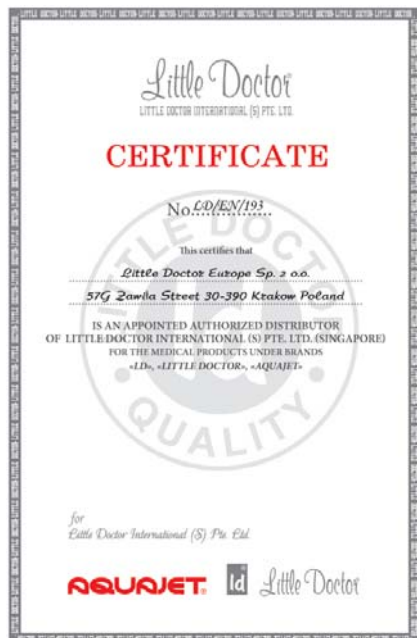 Little Doctor®
LITTLE DOCTOR INTERNATIONAL (S) PTE. LTD.
CERTIFICATE
No LD/EN/193
This certifies that
Little Doctor Europe Sp. z o.o.
57G Zawila Street 30-390 Krakow Poland
IS AN APPOINTED AUTHORIZED DISTRIBUTOR
OF LITTLE DOCTOR INTERNATIONAL (S) PTE. LTD. (SINGAPORE)
FOR THE MEDICAL PRODUCTS UNDER BRANDS
«LD», «LITTLE DOCTOR», «AQUAJET»
LITTLE DOCTOR
QUALITY
for
Little Doctor International (S) Pte. Ltd.
AQUAJET® ld Little Doctor